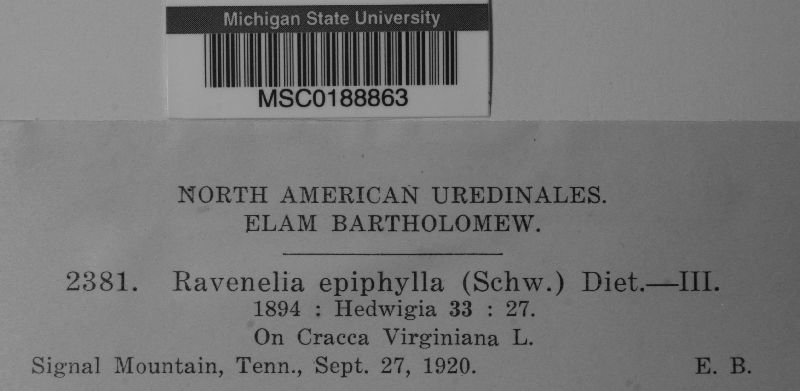 Michigan State University
MSC0188863
NORTH AMERICAN UREDINALES.
ELAM BARTHOLOMEW.
2381. Ravenelia epiphylla (Schw.) Diet.—III.
1894 : Hedwigia 33 : 27.
On Cracca Virginiana L.
Signal Mountain, Tenn., Sept. 27, 1920. E. B.